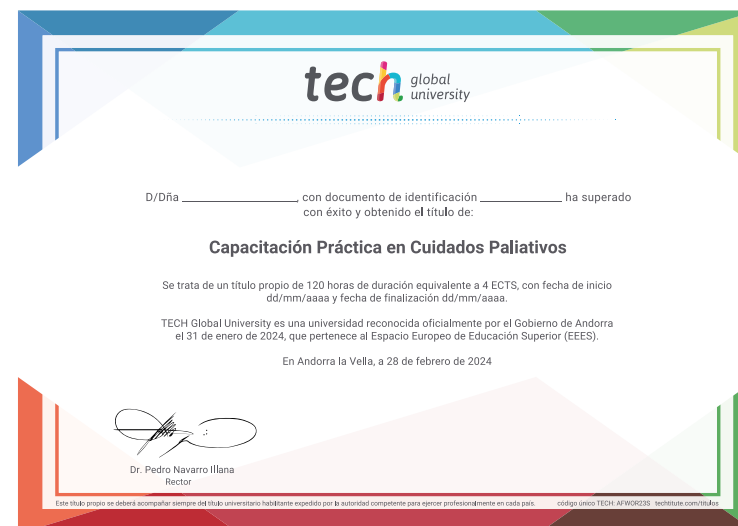 tech global university
D/Dña ______________, con documento de identificación ____________ ha superado
con éxito y obtenido el título de:
Capacitación Práctica en Cuidados Paliativos
Se trata de un título propio de 120 horas de duración equivalente a 4 ECTS, con fecha de inicio
dd/mm/aaaa y fecha de finalización dd/mm/aaaa.
TECH Global University es una universidad reconocida oficialmente por el Gobierno de Andorra
el 31 de enero de 2024, que pertenece al Espacio Europeo de Educación Superior (EEES).
En Andorra la Vella, a 28 de febrero de 2024
Dr. Pedro Navarro Illana
Rector
Este título propio se deberá acompañar siempre del título universitario habilitante expedido por la autoridad competente para ejercer profesionalmente en cada país. código único TECH: AFWOR23S techtitute.com/titulos